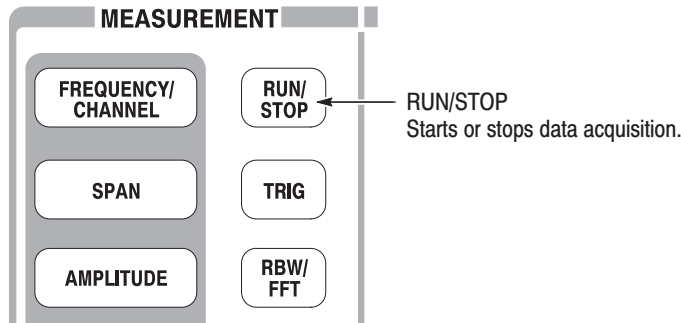 MEASUREMENT
FREQUENCY/
CHANNEL
RUN/
STOP
RUN/STOP
Starts or stops data acquisition.
SPAN
TRIG
AMPLITUDE
RBW/
FFT